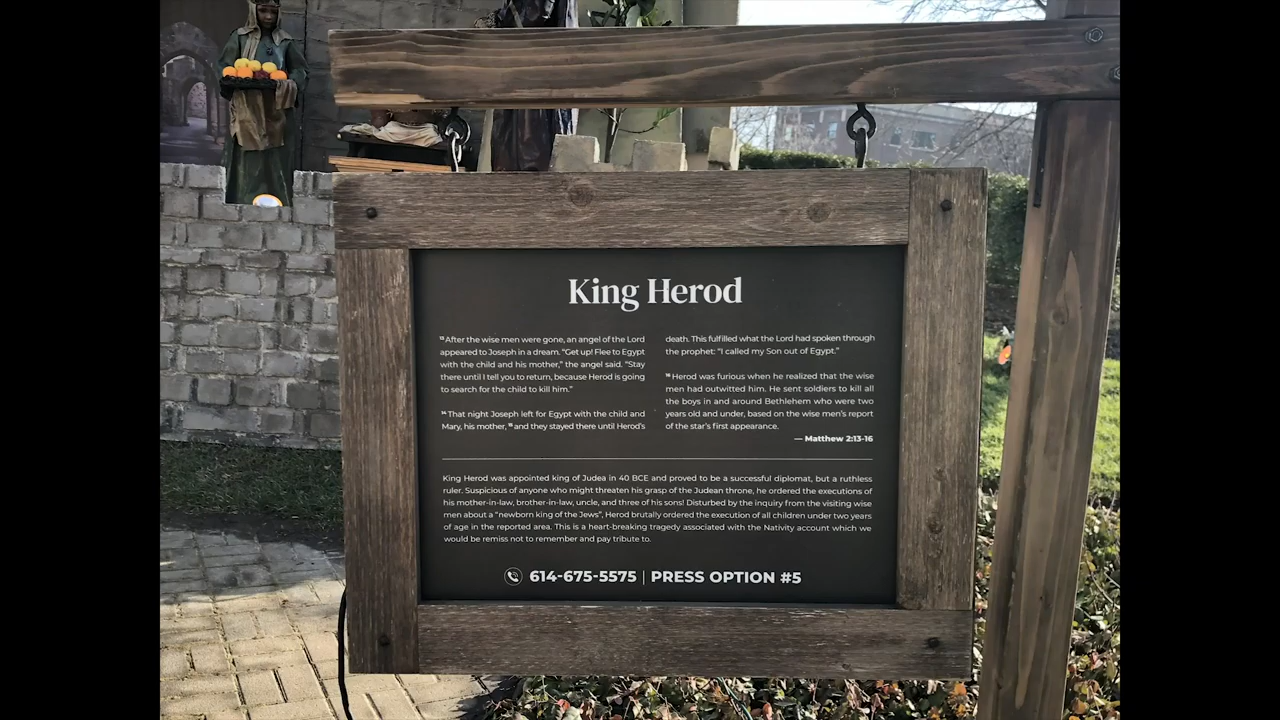 King Herod
¹³ After the wise men were gone, an angel of the Lord
appeared to Joseph in a dream. “Get up! Flee to Egypt
with the child and his mother,” the angel said. “Stay
there until I tell you to return, because Herod is going
to search for the child to kill him.”
¹⁴ That night Joseph left for Egypt with the child and
Mary, his mother, ¹⁵ and they stayed there until Herod’s
death. This fulfilled what the Lord had spoken through
the prophet: “I called my Son out of Egypt.”
¹⁶ Herod was furious when he realized that the wise
men had outwitted him. He sent soldiers to kill all
the boys in and around Bethlehem who were two
years old and under, based on the wise men’s report
of the star’s first appearance.
— Matthew 2:13-16
King Herod was appointed king of Judea in 40 BCE and proved to be a successful diplomat, but a ruthless
ruler. Suspicious of anyone who might threaten his grasp of the Judean throne, he ordered the executions of
his mother-in-law, brother-in-law, uncle, and three of his sons! Disturbed by the inquiry from the visiting wise
men about a “newborn king of the Jews”, Herod brutally ordered the execution of all children under two years
of age in the reported area. This is a heart-breaking tragedy associated with the Nativity account which we
would be remiss not to remember and pay tribute to.
614-675-5575 | PRESS OPTION #5